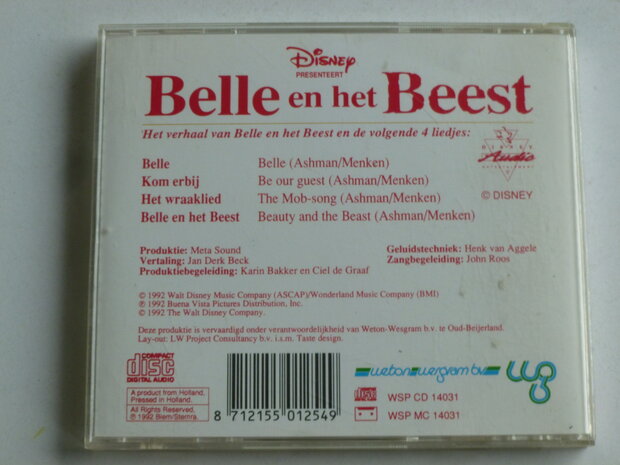 Disney
PRESENTEERT
Belle en het Beest
'Het verhaal van Belle en het Beest en de volgende 4 liedjes:
Belle Belle (Ashman/Menken)
Kom erbij Be our guest (Ashman/Menken)
Het wraaklied The Mob-song (Ashman/Menken)
Belle en het Beest Beauty and the Beast (Ashman/Menken)
DISNEY
Audio
ENTERTAINMENT
© DISNEY
Produktie: Meta Sound
Vertaling: Jan Derk Beck
Produktiebegeleiding: Karin Bakker en Ciel de Graaf
Geluidstechniek: Henk van Aggele
Zangbegeleiding: John Roos
© 1992 Walt Disney Music Company (ASCAP)/Wonderland Music Company (BMI)
℗ 1992 Buena Vista Pictures Distribution, Inc.
© 1992 The Walt Disney Company.
Deze produktie is vervaardigd onder verantwoordelijkheid van Weton-Wesgram b.v. te Oud-Beijerland.
Lay-out: LW Project Consultancy b.v. i.s.m. Taste design.
COMPACT
disc
DIGITAL AUDIO
A product from Holland.
Pressed in Holland.
All Rights Reserved.
℗ 1992 Biem/Stemra.
8 712155 012549
weton wesgram bv
WSP CD 14031
WSP MC 14031